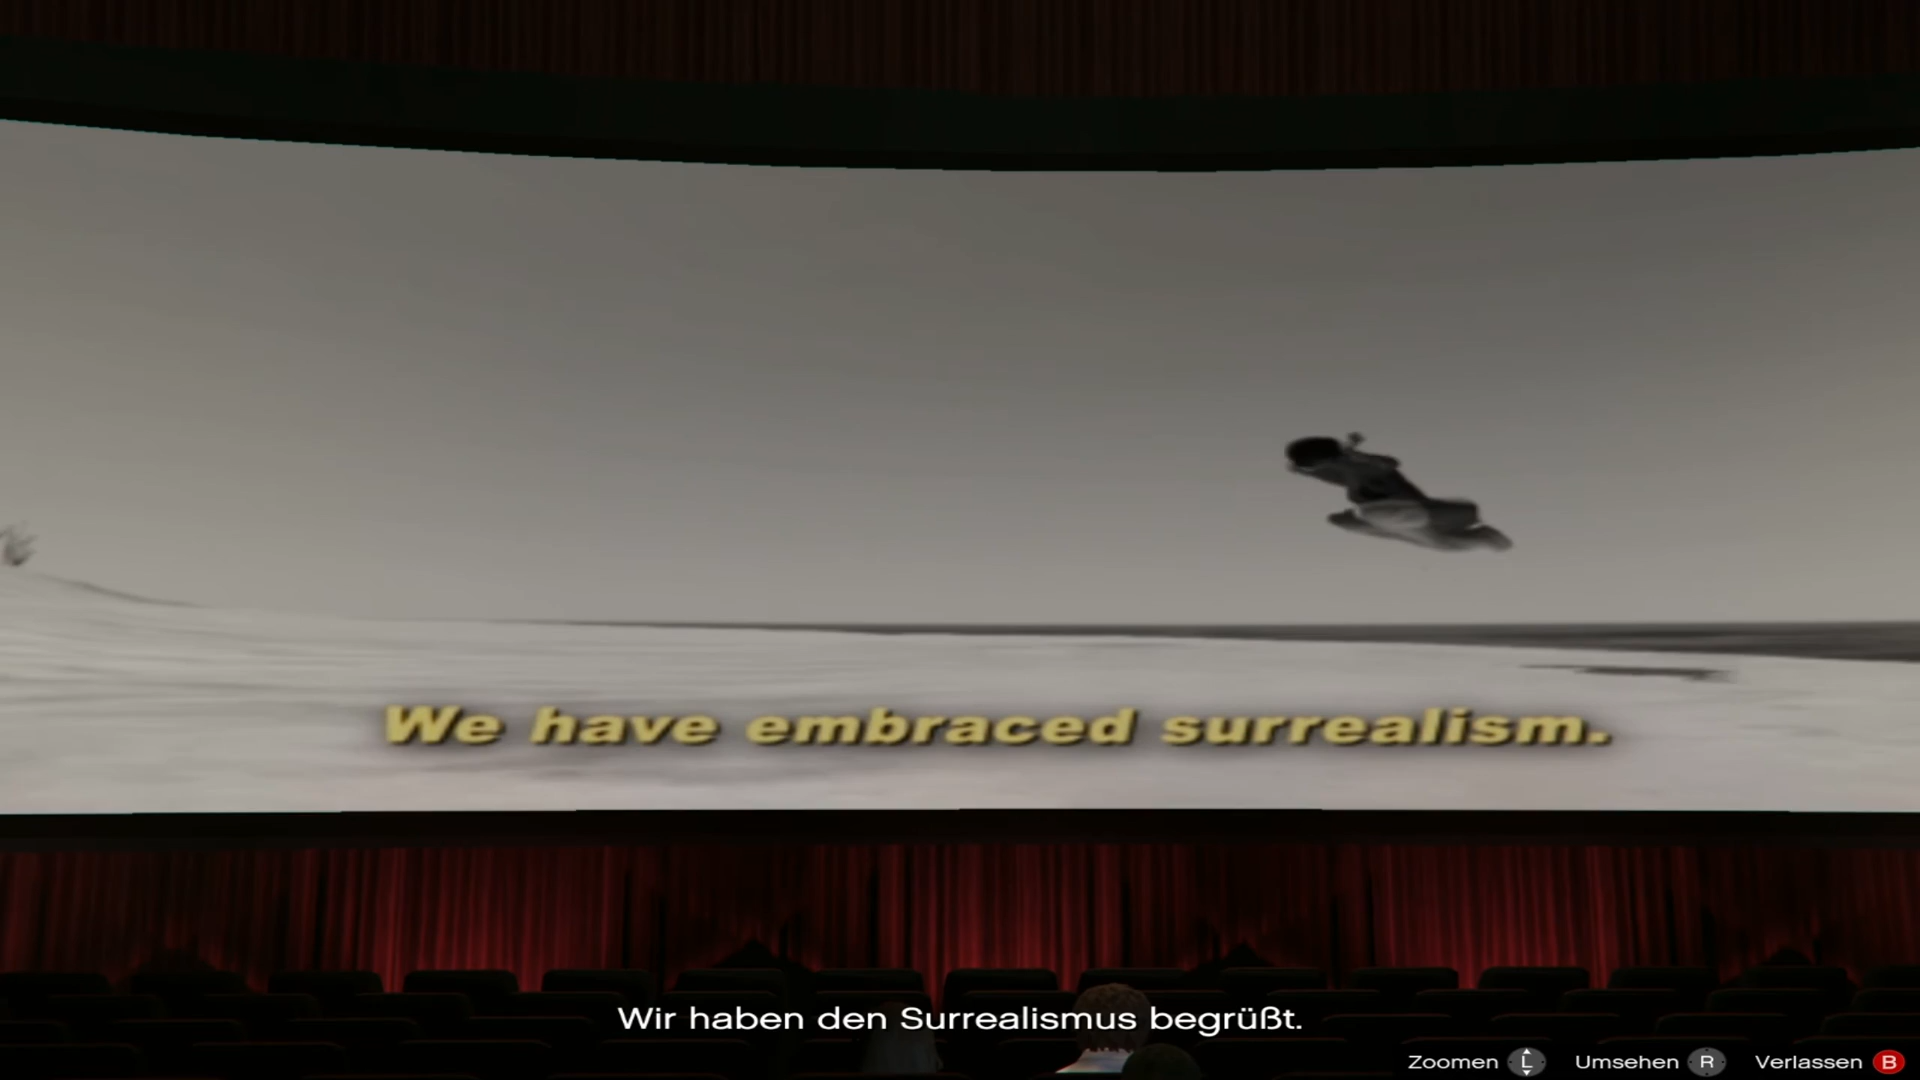 We have embraced surrealism.
Wir haben den Surrealismus begrüßt.
Zoomen L Umsehen R Verlassen B